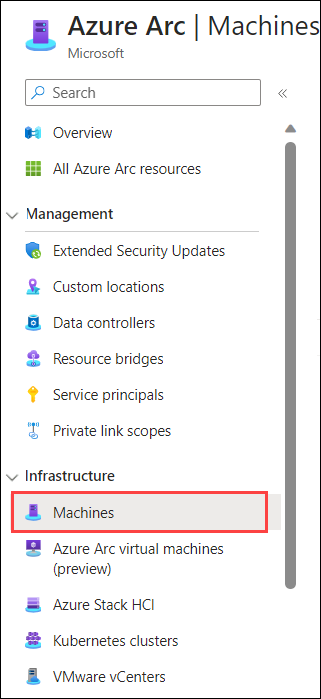 Azure Arc | Machines
Microsoft
Search
Overview
All Azure Arc resources
Management
Extended Security Updates
Custom locations
Data controllers
Resource bridges
Service principals
Private link scopes
Infrastructure
Machines
Azure Arc virtual machines
(preview)
Azure Stack HCI
Kubernetes clusters
VMware vCenters